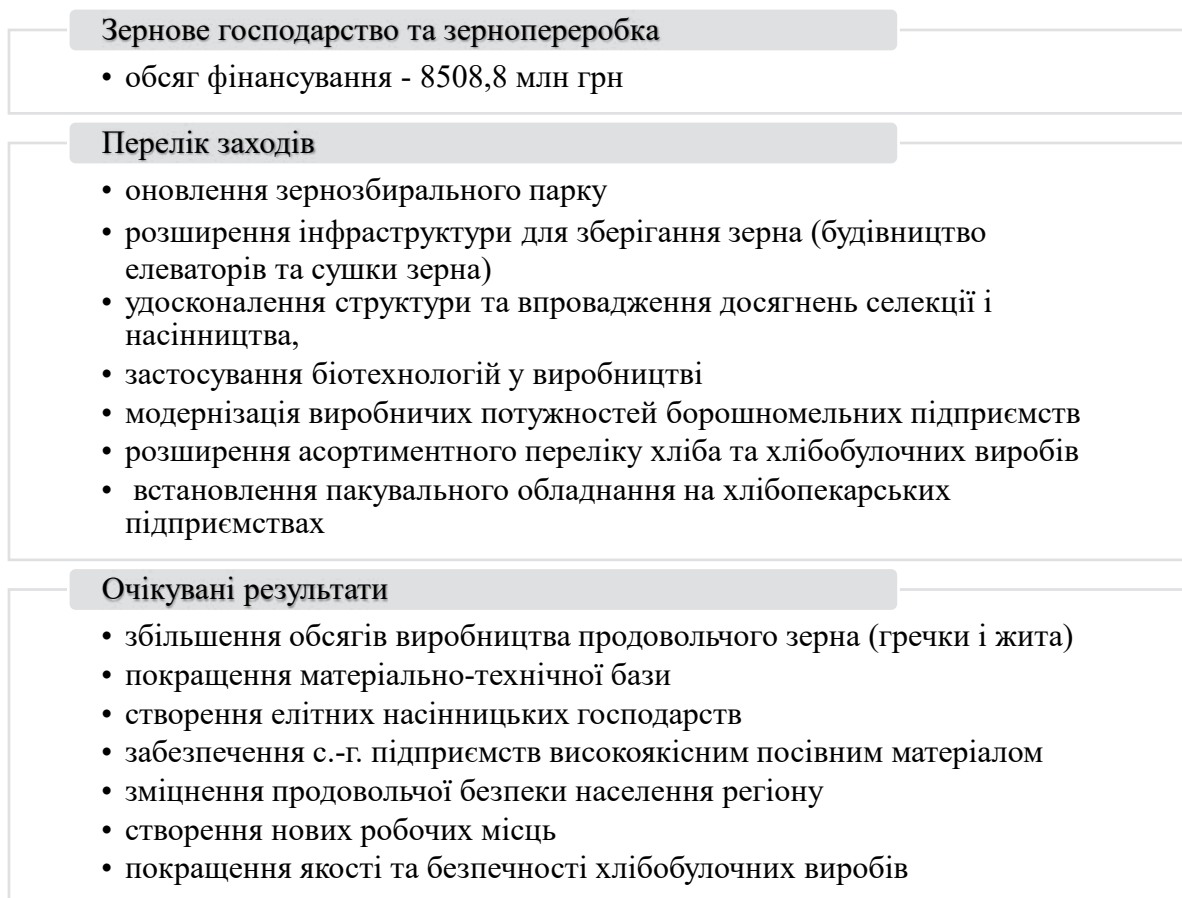 Зернове господарство та зернопереробка
• обсяг фінансування - 8508,8 млн грн
Перелік заходів
• оновлення зернозбирального парку
• розширення інфраструктури для зберігання зерна (будівництво
елеваторів та сушки зерна)
• удосконалення структури та впровадження досягнень селекції і
насінництва,
• застосування біотехнологій у виробництві
• модернізація виробничих потужностей борошномельних підприємств
• розширення асортиментного переліку хліба та хлібобулочних виробів
• встановлення пакувального обладнання на хлібопекарських
підприємствах
Очікувані результати
• збільшення обсягів виробництва продовольчого зерна (гречки і жита)
• покращення матеріально-технічної бази
• створення елітних насінницьких господарств
• забезпечення с.-г. підприємств високоякісним посівним матеріалом
• зміцнення продовольчої безпеки населення регіону
• створення нових робочих місць
• покращення якості та безпечності хлібобулочних виробів